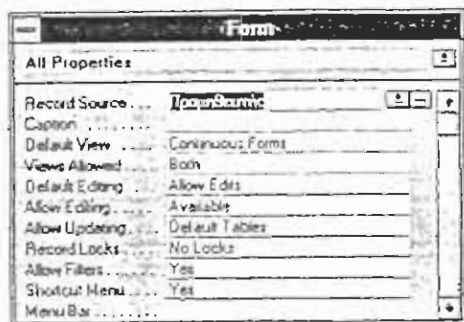 Form
All Properties
Record Source . . . .
Caption . . . . . . . .
Default View . . . . Continuous Forms
Views Allowed . . . . Both
Default Editing . . . . Allow Edits
Allow Editing . . . . . Available
Allow Updating . . . . Default Tables
Record Locks . . . . No Locks
Allow Filters . . . . Yes
Shortcut Menu . . . . Yes
Menu Bar . . . . . .